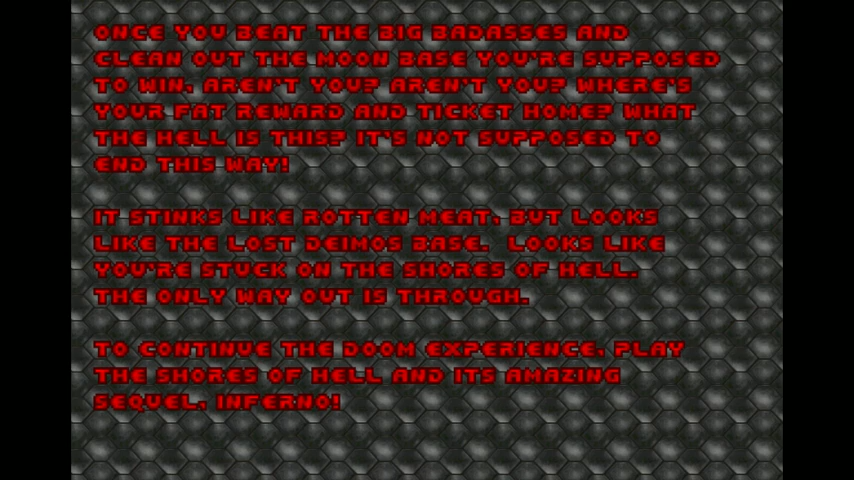 ONCE YOU BEAT THE BIG BADASSES AND
CLEAN OUT THE MOON BASE YOU'RE SUPPOSED
TO WIN, AREN'T YOU? AREN'T YOU? WHERE'S
YOUR FAT REWARD AND TICKET HOME? WHAT
THE HELL IS THIS? IT'S NOT SUPPOSED TO
END THIS WAY!
IT STINKS LIKE ROTTEN MEAT, BUT LOOKS
LIKE THE LOST DEIMOS BASE. LOOKS LIKE
YOU'RE STUCK ON THE SHORES OF HELL.
THE ONLY WAY OUT IS THROUGH.
TO CONTINUE THE DOOM EXPERIENCE, PLAY
THE SHORES OF HELL AND ITS AMAZING
SEQUEL, INFERNO!